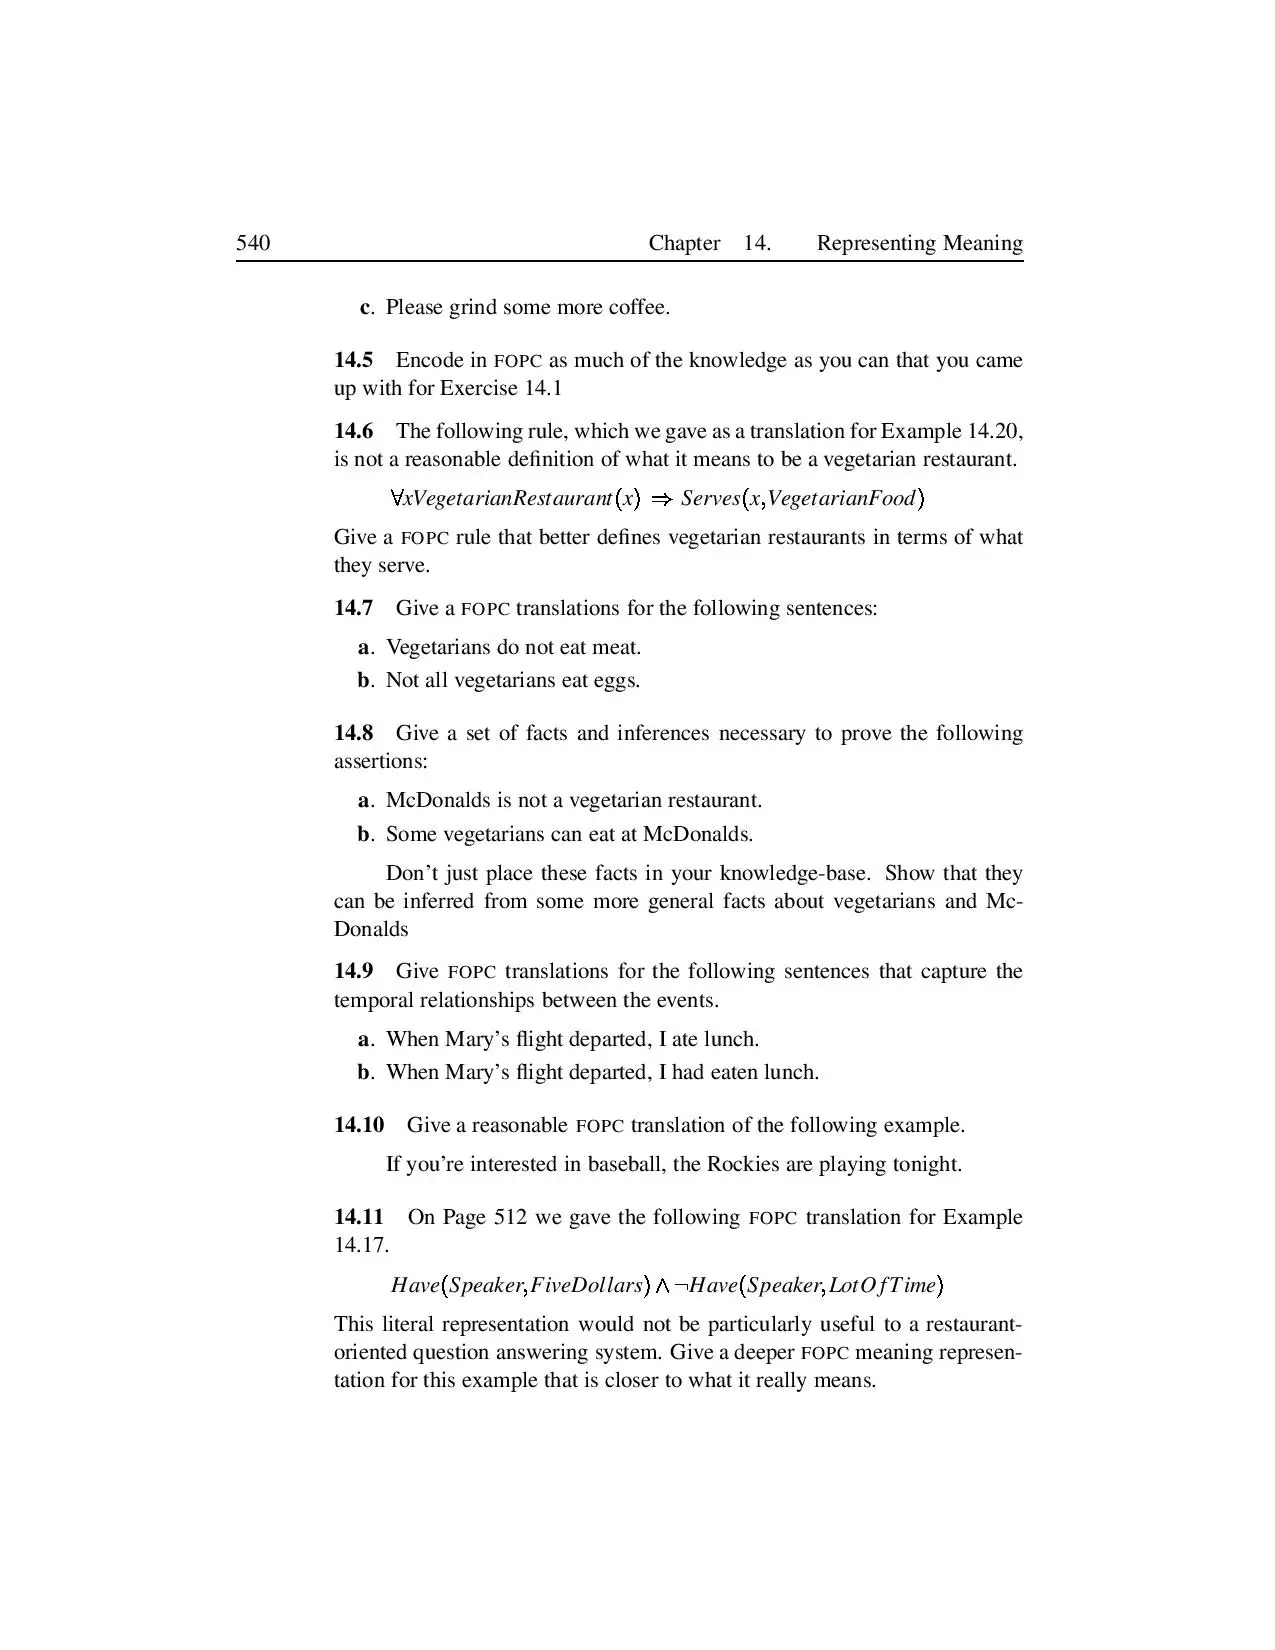 540 Chapter 14. Representing Meaning
c. Please grind some more coffee.
14.5 Encode in FOPC as much of the knowledge as you can that you came
up with for Exercise 14.1
14.6 The following rule, which we gave as a translation for Example 14.20,
is not a reasonable definition of what it means to be a vegetarian restaurant.
∀xVegetarianRestaurant(x) ⇒ Serves(x,VegetarianFood)
Give a FOPC rule that better defines vegetarian restaurants in terms of what
they serve.
14.7 Give a FOPC translations for the following sentences:
a. Vegetarians do not eat meat.
b. Not all vegetarians eat eggs.
14.8 Give a set of facts and inferences necessary to prove the following
assertions:
a. McDonalds is not a vegetarian restaurant.
b. Some vegetarians can eat at McDonalds.
Don’t just place these facts in your knowledge-base. Show that they
can be inferred from some more general facts about vegetarians and Mc-
Donalds
14.9 Give FOPC translations for the following sentences that capture the
temporal relationships between the events.
a. When Mary’s flight departed, I ate lunch.
b. When Mary’s flight departed, I had eaten lunch.
14.10 Give a reasonable FOPC translation of the following example.
If you’re interested in baseball, the Rockies are playing tonight.
14.11 On Page 512 we gave the following FOPC translation for Example
14.17.
Have(Speaker,FiveDollars)∧¬Have(Speaker,LotOfTime)
This literal representation would not be particularly useful to a restaurant-
oriented question answering system. Give a deeper FOPC meaning represen-
tation for this example that is closer to what it really means.